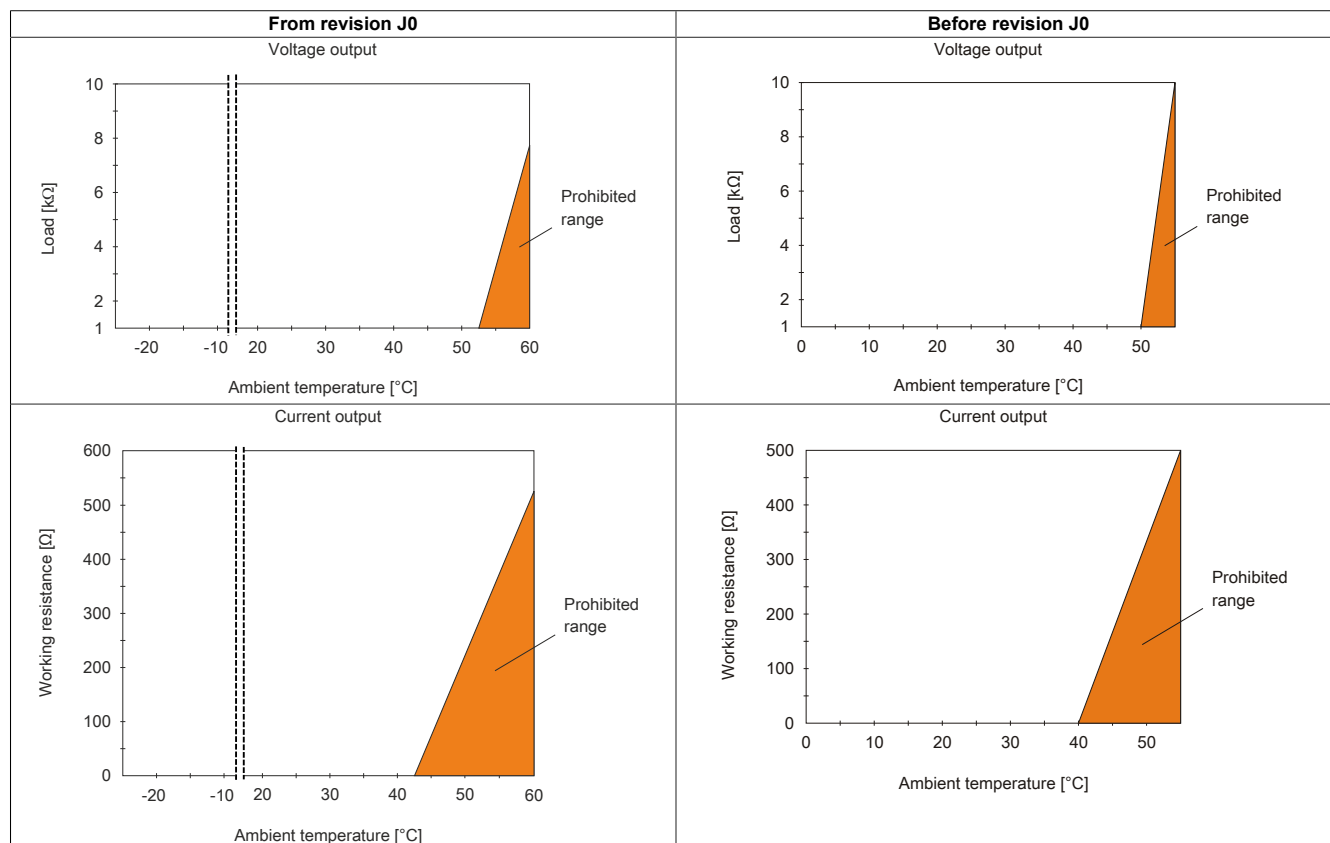 From revision J0
Before revision J0
Voltage output
10
8
6
4
2
1
Load [kΩ]
-20
-10
20
30
40
50
60
Ambient temperature [°C]
Prohibited
range
Voltage output
10
8
6
4
2
1
Load [kΩ]
0
10
20
30
40
50
Ambient temperature [°C]
Prohibited
range
Current output
600
500
400
300
200
100
0
Working resistance [Ω]
-20
-10
20
30
40
50
60
Ambient temperature [°C]
Prohibited
range
Current output
500
400
300
200
100
0
Working resistance [Ω]
0
10
20
30
40
50
Ambient temperature [°C]
Prohibited
range